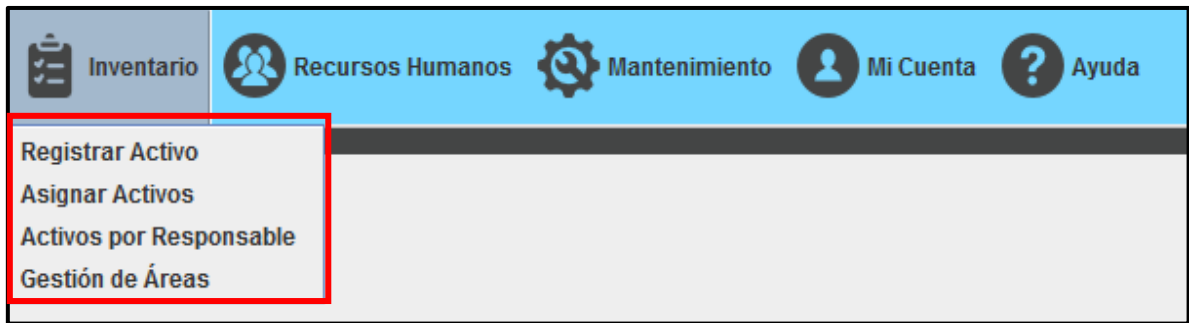 Inventario Recursos Humanos Mantenimiento Mi Cuenta Ayuda
Registrar Activo
Asignar Activos
Activos por Responsable
Gestión de Áreas